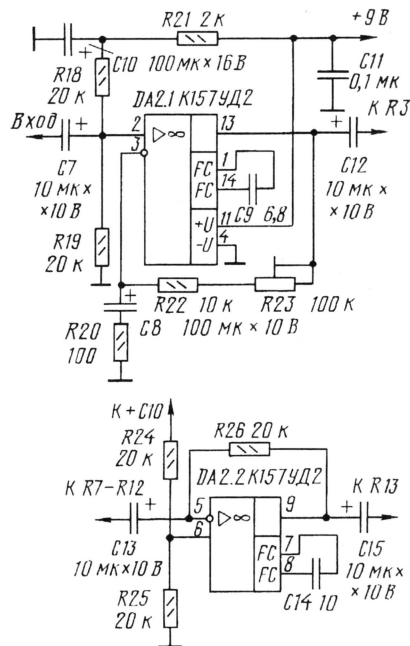 R21 2 к
+9 В
R18
20 к
С10
100 мк × 16 В
С11
0,1 мк
DA2.1 К157УД2
Вход
2
3
▷∞
13
К R3
С7
10 мк ×
×10 В
FC
FC
1
14
С9
6,8
С12
10 мк ×
×10 В
+U
-U
11
4
R19
20 к
R22
10 к
R23
100 к
С8
100 мк × 10 В
R20
100
К + С10
R24
20 к
R26 20 к
DA2.2 К157УД2
К R7-R12
5
6
▷∞
9
К R13
С13
10 мк×10 В
FC
FC
7
8
С14 10
С15
10 мк×
×10 В
R25
20 к